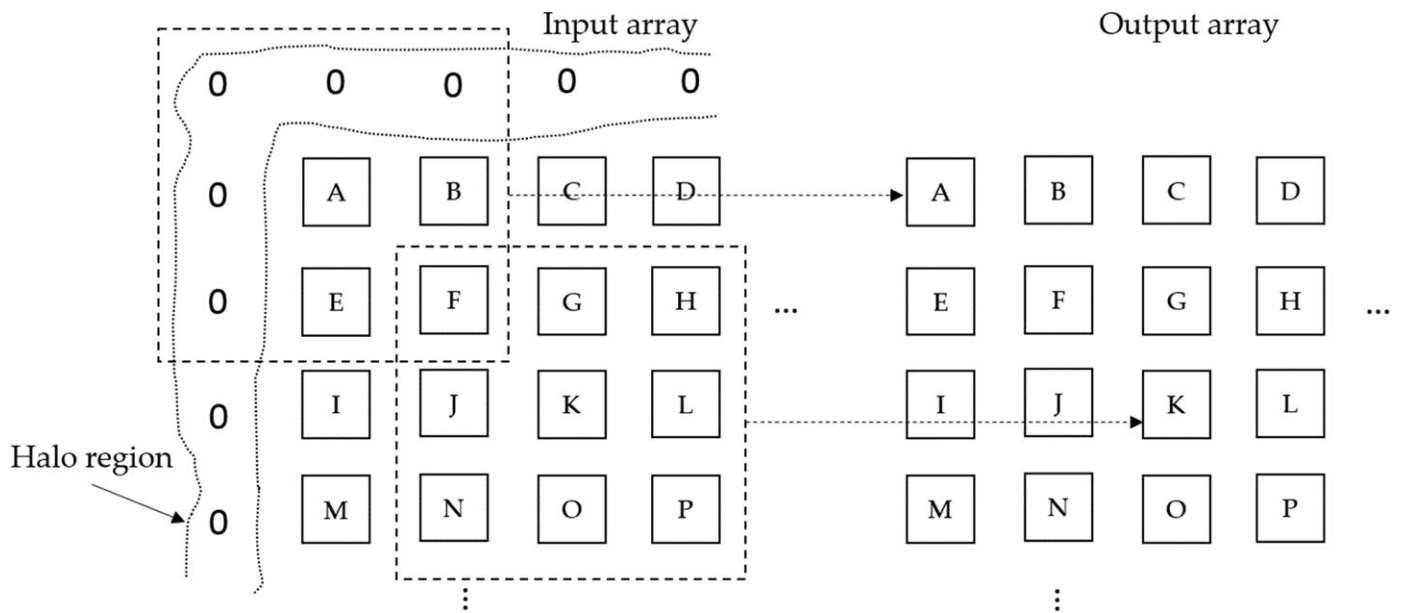 Input array Output array
0 0 0 0 0
0 A B C D A B C D
0 E F G H ... E F G H ...
0 I J K L I J K L
Halo region
0 M N O P M N O P
⋮ ⋮